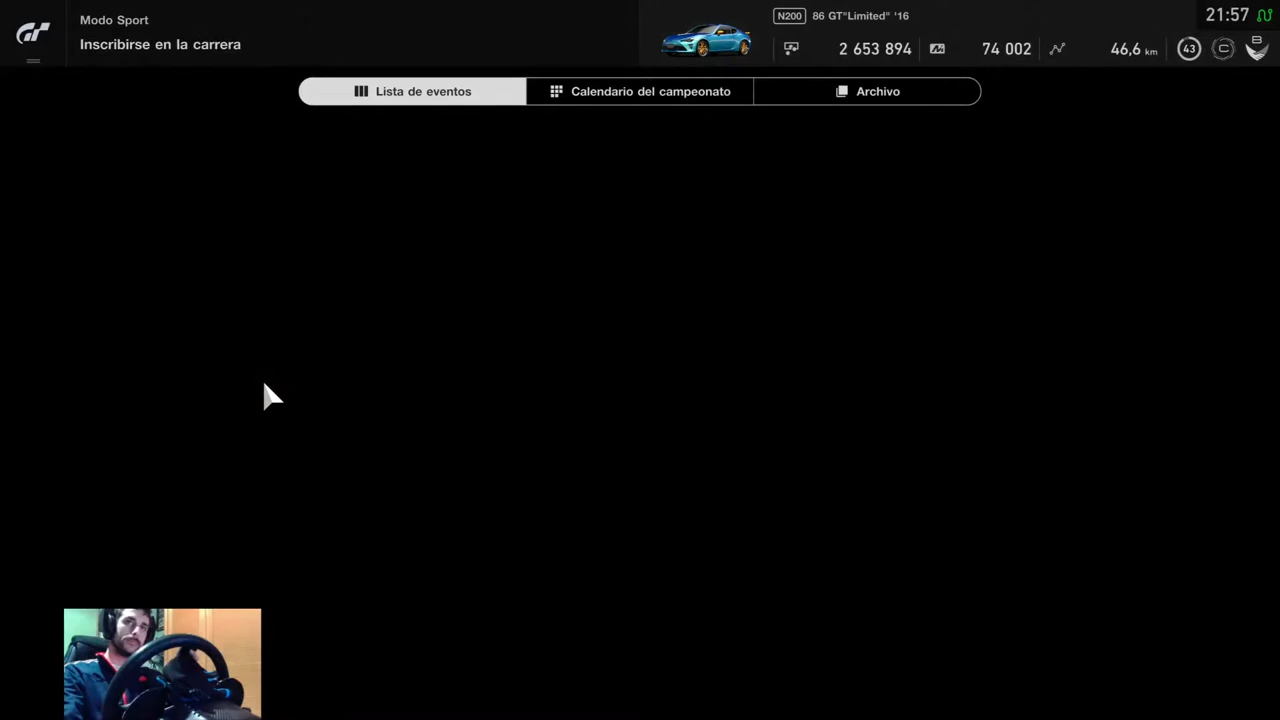 Modo Sport
Inscribirse en la carrera
N200 86 GT"Limited" '16
2 653 894 74 002 46,6 km 43 C B
21:57
Lista de eventos Calendario del campeonato Archivo